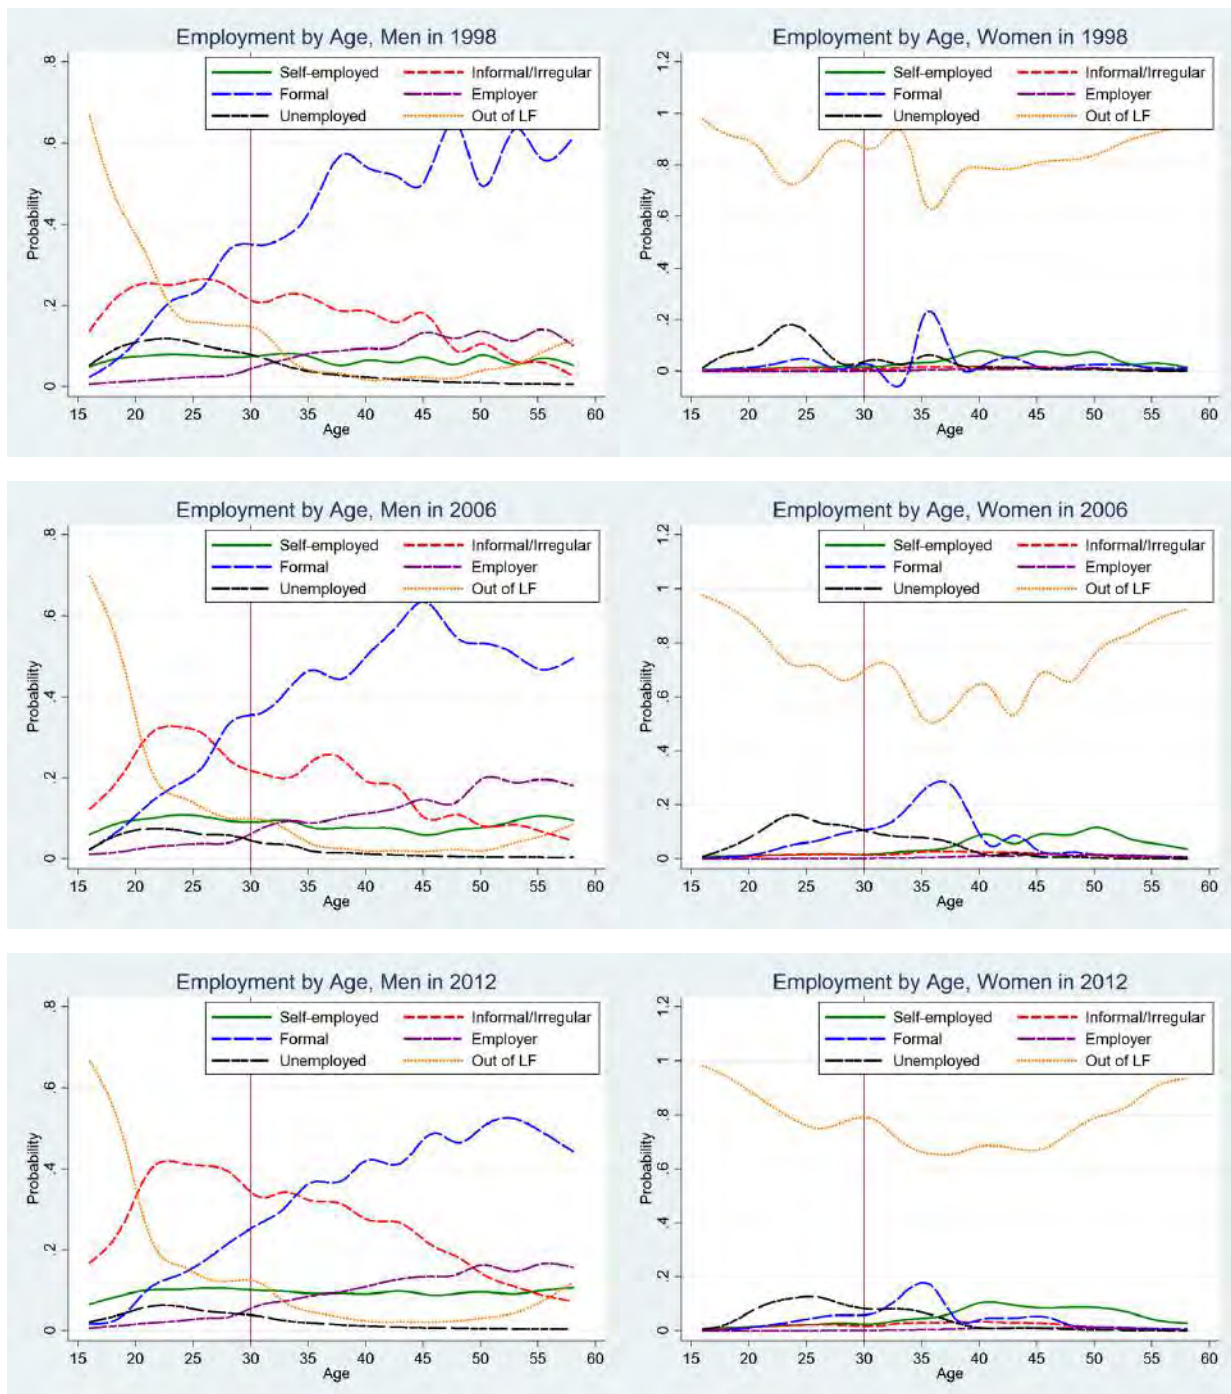 Employment by Age, Men in 1998
Self-employed Informal/Irregular
Formal Employer
Unemployed Out of LF
Probability
0 .2 .4 .6 .8
15 20 25 30 35 40 45 50 55 60
Age
Employment by Age, Women in 1998
Self-employed Informal/Irregular
Formal Employer
Unemployed Out of LF
Probability
0 .2 .4 .6 .8 1 1.2
15 20 25 30 35 40 45 50 55 60
Age
Employment by Age, Men in 2006
Self-employed Informal/Irregular
Formal Employer
Unemployed Out of LF
Probability
0 .2 .4 .6 .8
15 20 25 30 35 40 45 50 55 60
Age
Employment by Age, Women in 2006
Self-employed Informal/Irregular
Formal Employer
Unemployed Out of LF
Probability
0 .2 .4 .6 .8 1 1.2
15 20 25 30 35 40 45 50 55 60
Age
Employment by Age, Men in 2012
Self-employed Informal/Irregular
Formal Employer
Unemployed Out of LF
Probability
0 .2 .4 .6 .8
15 20 25 30 35 40 45 50 55 60
Age
Employment by Age, Women in 2012
Self-employed Informal/Irregular
Formal Employer
Unemployed Out of LF
Probability
0 .2 .4 .6 .8 1 1.2
15 20 25 30 35 40 45 50 55 60
Age